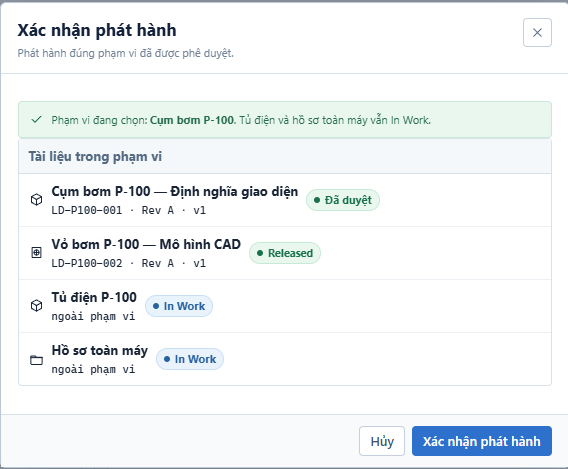 Xác nhận phát hành
Phát hành đúng phạm vi đã được phê duyệt.
Phạm vi đang chọn: Cụm bơm P-100. Tủ điện và hồ sơ toàn máy vẫn In Work.
Tài liệu trong phạm vi
Cụm bơm P-100 — Định nghĩa giao diện
Đã duyệt
LD-P100-001 · Rev A · v1
Vỏ bơm P-100 — Mô hình CAD
Released
LD-P100-002 · Rev A · v1
Tủ điện P-100
In Work
ngoài phạm vi
Hồ sơ toàn máy
In Work
ngoài phạm vi
Hủy
Xác nhận phát hành